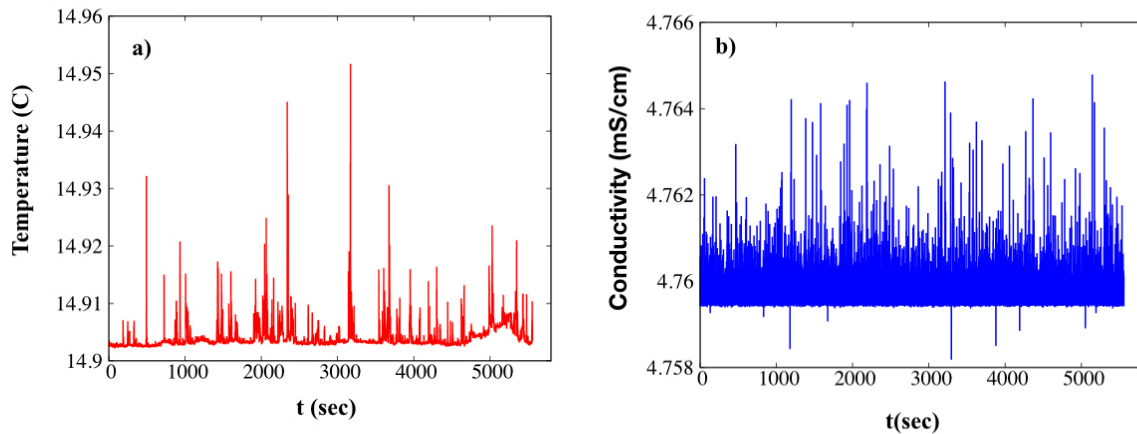 a)
Temperature (C)
14.96
14.95
14.94
14.93
14.92
14.91
14.9
0 1000 2000 3000 4000 5000
t (sec)
b)
Conductivity (mS/cm)
4.766
4.764
4.762
4.76
4.758
0 1000 2000 3000 4000 5000
t(sec)